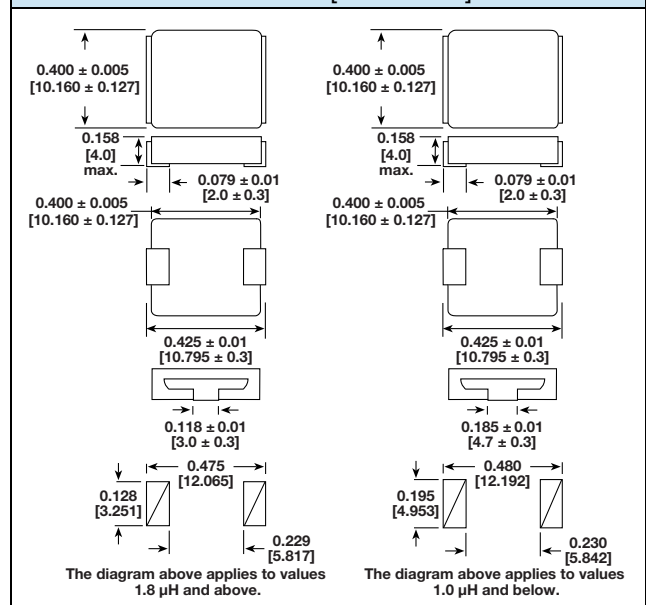 0.400 ± 0.005
[10.160 ± 0.127]
0.158
[4.0]
max.
0.079 ± 0.01
[2.0 ± 0.3]
0.400 ± 0.005
[10.160 ± 0.127]
0.425 ± 0.01
[10.795 ± 0.3]
0.118 ± 0.01
[3.0 ± 0.3]
0.475
[12.065]
0.128
[3.251]
0.229
[5.817]
The diagram above applies to values
1.8 µH and above.
0.400 ± 0.005
[10.160 ± 0.127]
0.158
[4.0]
max.
0.079 ± 0.01
[2.0 ± 0.3]
0.400 ± 0.005
[10.160 ± 0.127]
0.425 ± 0.01
[10.795 ± 0.3]
0.185 ± 0.01
[4.7 ± 0.3]
0.480
[12.192]
0.195
[4.953]
0.230
[5.842]
The diagram above applies to values
1.0 µH and below.